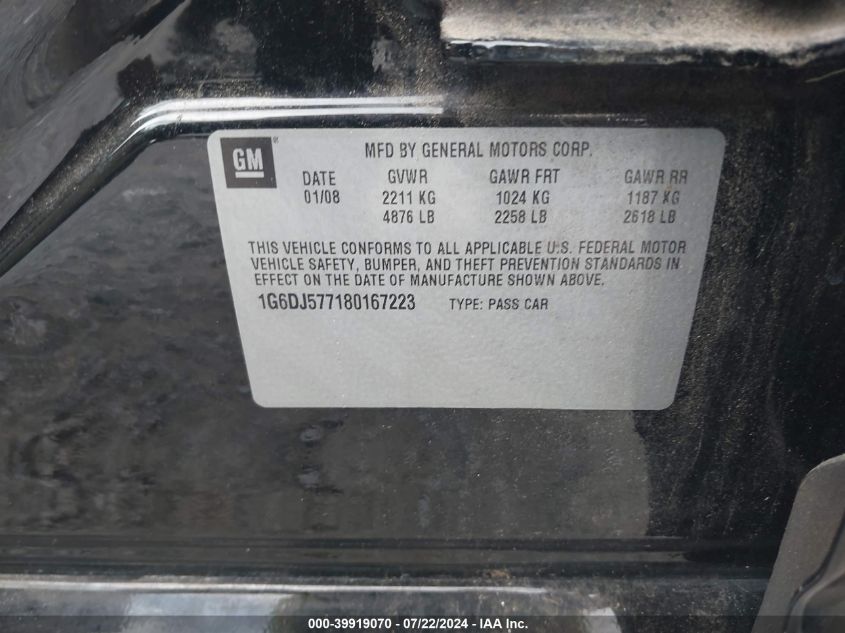 GM
MFD BY GENERAL MOTORS CORP.
DATE GVWR GAWR FRT GAWR RR
01/08 2211 KG 1024 KG 1187 KG
4876 LB 2258 LB 2618 LB
THIS VEHICLE CONFORMS TO ALL APPLICABLE U.S. FEDERAL MOTOR
VEHICLE SAFETY, BUMPER, AND THEFT PREVENTION STANDARDS IN
EFFECT ON THE DATE OF MANUFACTURE SHOWN ABOVE.
1G6DJ577180167223 TYPE: PASS CAR
000-39919070 / 07/22/2024 - IAA Inc.